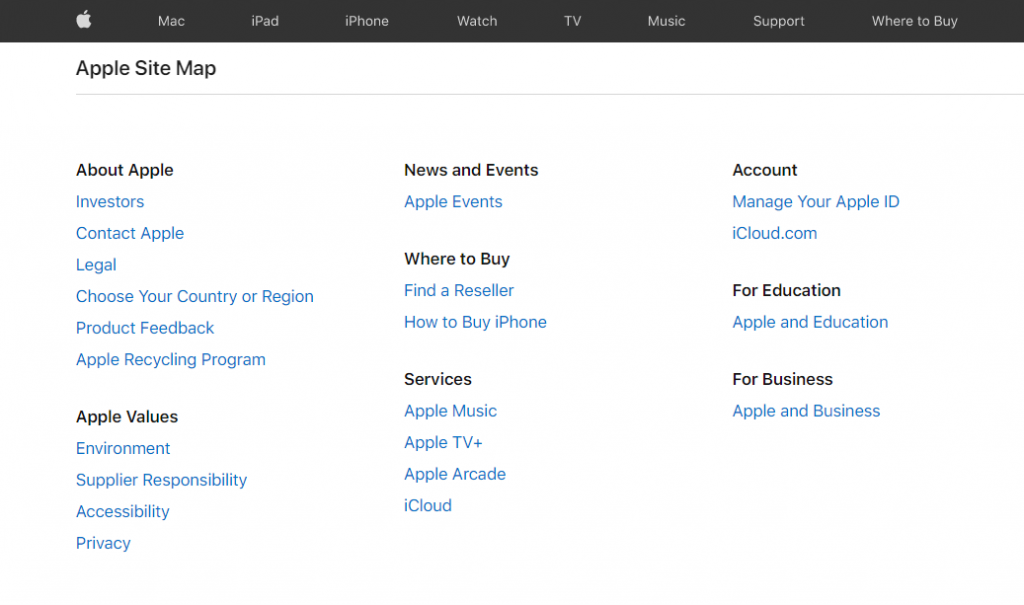 Mac iPad iPhone Watch TV Music Support Where to Buy
Apple Site Map
About Apple
Investors
Contact Apple
Legal
Choose Your Country or Region
Product Feedback
Apple Recycling Program
Apple Values
Environment
Supplier Responsibility
Accessibility
Privacy
News and Events
Apple Events
Where to Buy
Find a Reseller
How to Buy iPhone
Services
Apple Music
Apple TV+
Apple Arcade
iCloud
Account
Manage Your Apple ID
iCloud.com
For Education
Apple and Education
For Business
Apple and Business